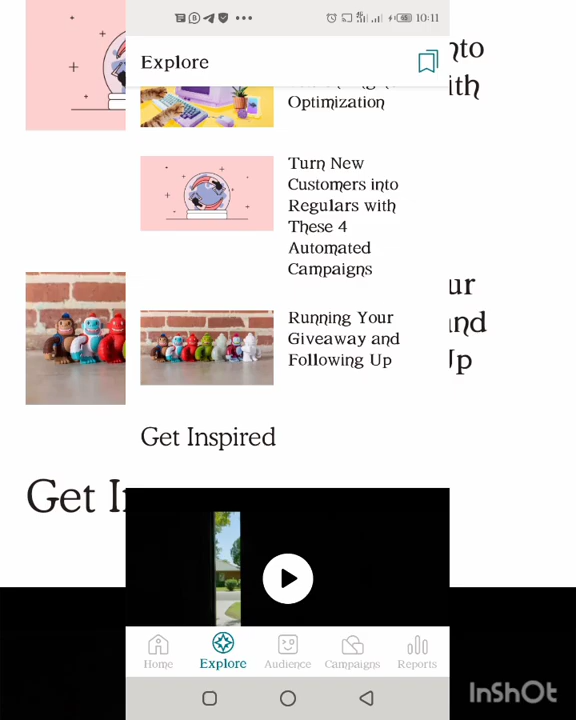 10:11
Explore
Optimization
Turn New
Customers into
Regulars with
These 4
Automated
Campaigns
Running Your
Giveaway and
Following Up
Get Inspired
Home
Explore
Audience
Campaigns
Reports
InShOt